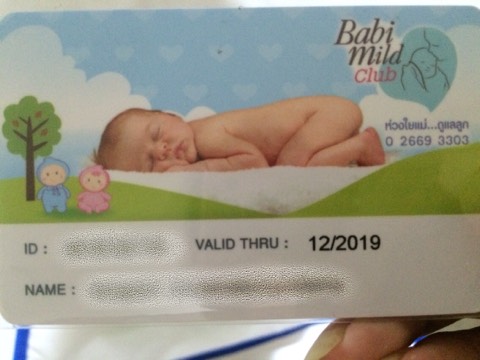 Babi
Mild
Club
ห่วงใยแม่...ดูแลลูก
0 2669 3303
ID :
VALID THRU : 12/2019
NAME :